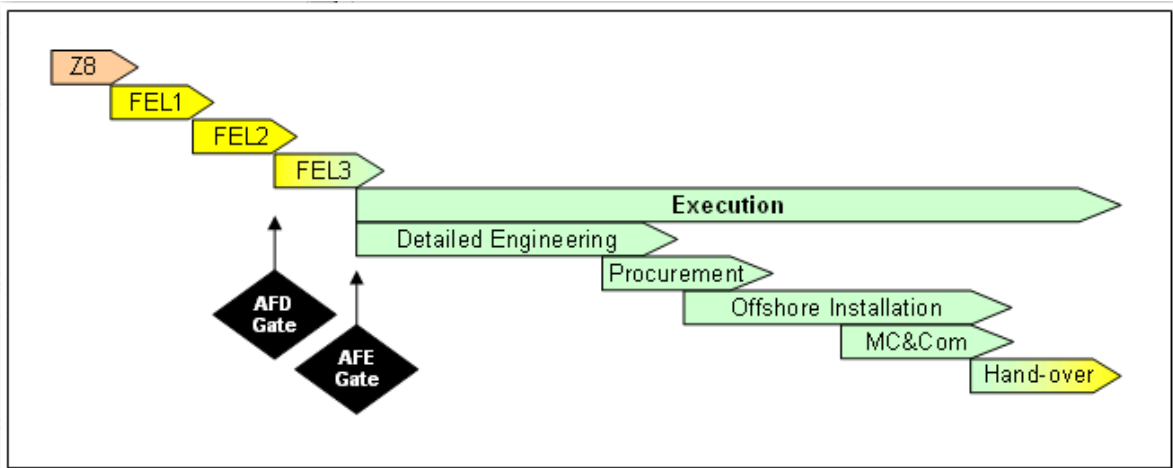 Z8
FEL1
FEL2
FEL3
Execution
Detailed Engineering
Procurement
Offshore Installation
MC&Com
Hand-over
AFD
Gate
AFE
Gate